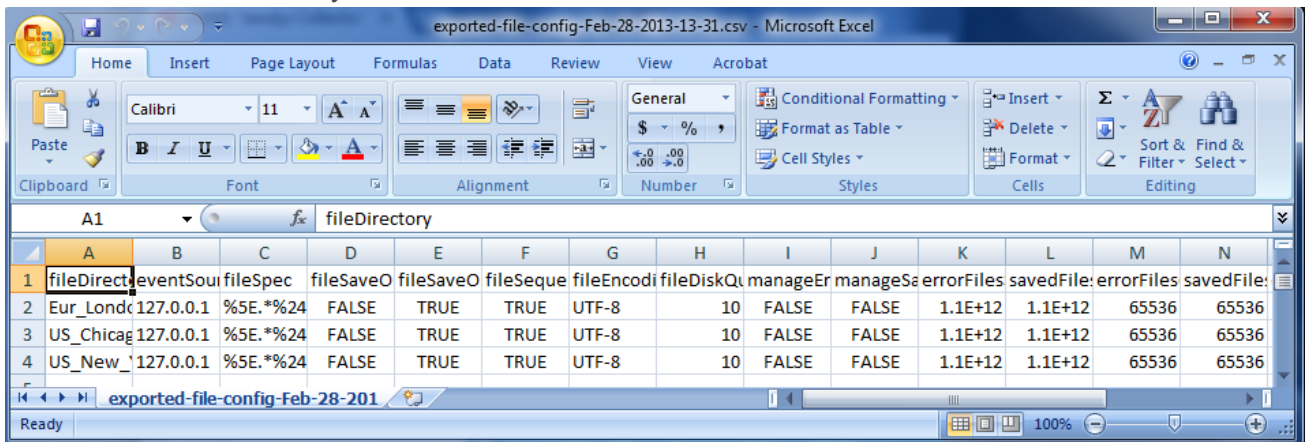 exported-file-config-Feb-28-2013-13-31.csv - Microsoft Excel
Home Insert Page Layout Formulas Data Review View Acrobat
Paste
Calibri 11 A A
B I U A
General
$ % ,
.0 .00 .00 .0
Conditional Formatting
Format as Table
Cell Styles
Insert
Delete
Format
Σ
Sort & Filter
Find & Select
Clipboard Font Alignment Number Styles Cells Editing
A1 fx fileDirectory
A B C D E F G H I J K L M N
1 fileDirect eventSou fileSpec fileSaveO fileSaveO fileSeque fileEncodi fileDiskQu manageEr manageSa errorFiles savedFile: errorFiles savedFile:
2 Eur_Londo 127.0.0.1 %5E.*%24 FALSE TRUE TRUE UTF-8 10 FALSE FALSE 1.1E+12 1.1E+12 65536 65536
3 US_Chicag 127.0.0.1 %5E.*%24 FALSE TRUE TRUE UTF-8 10 FALSE FALSE 1.1E+12 1.1E+12 65536 65536
4 US_New_ 127.0.0.1 %5E.*%24 FALSE TRUE TRUE UTF-8 10 FALSE FALSE 1.1E+12 1.1E+12 65536 65536
exported-file-config-Feb-28-201
Ready 100%